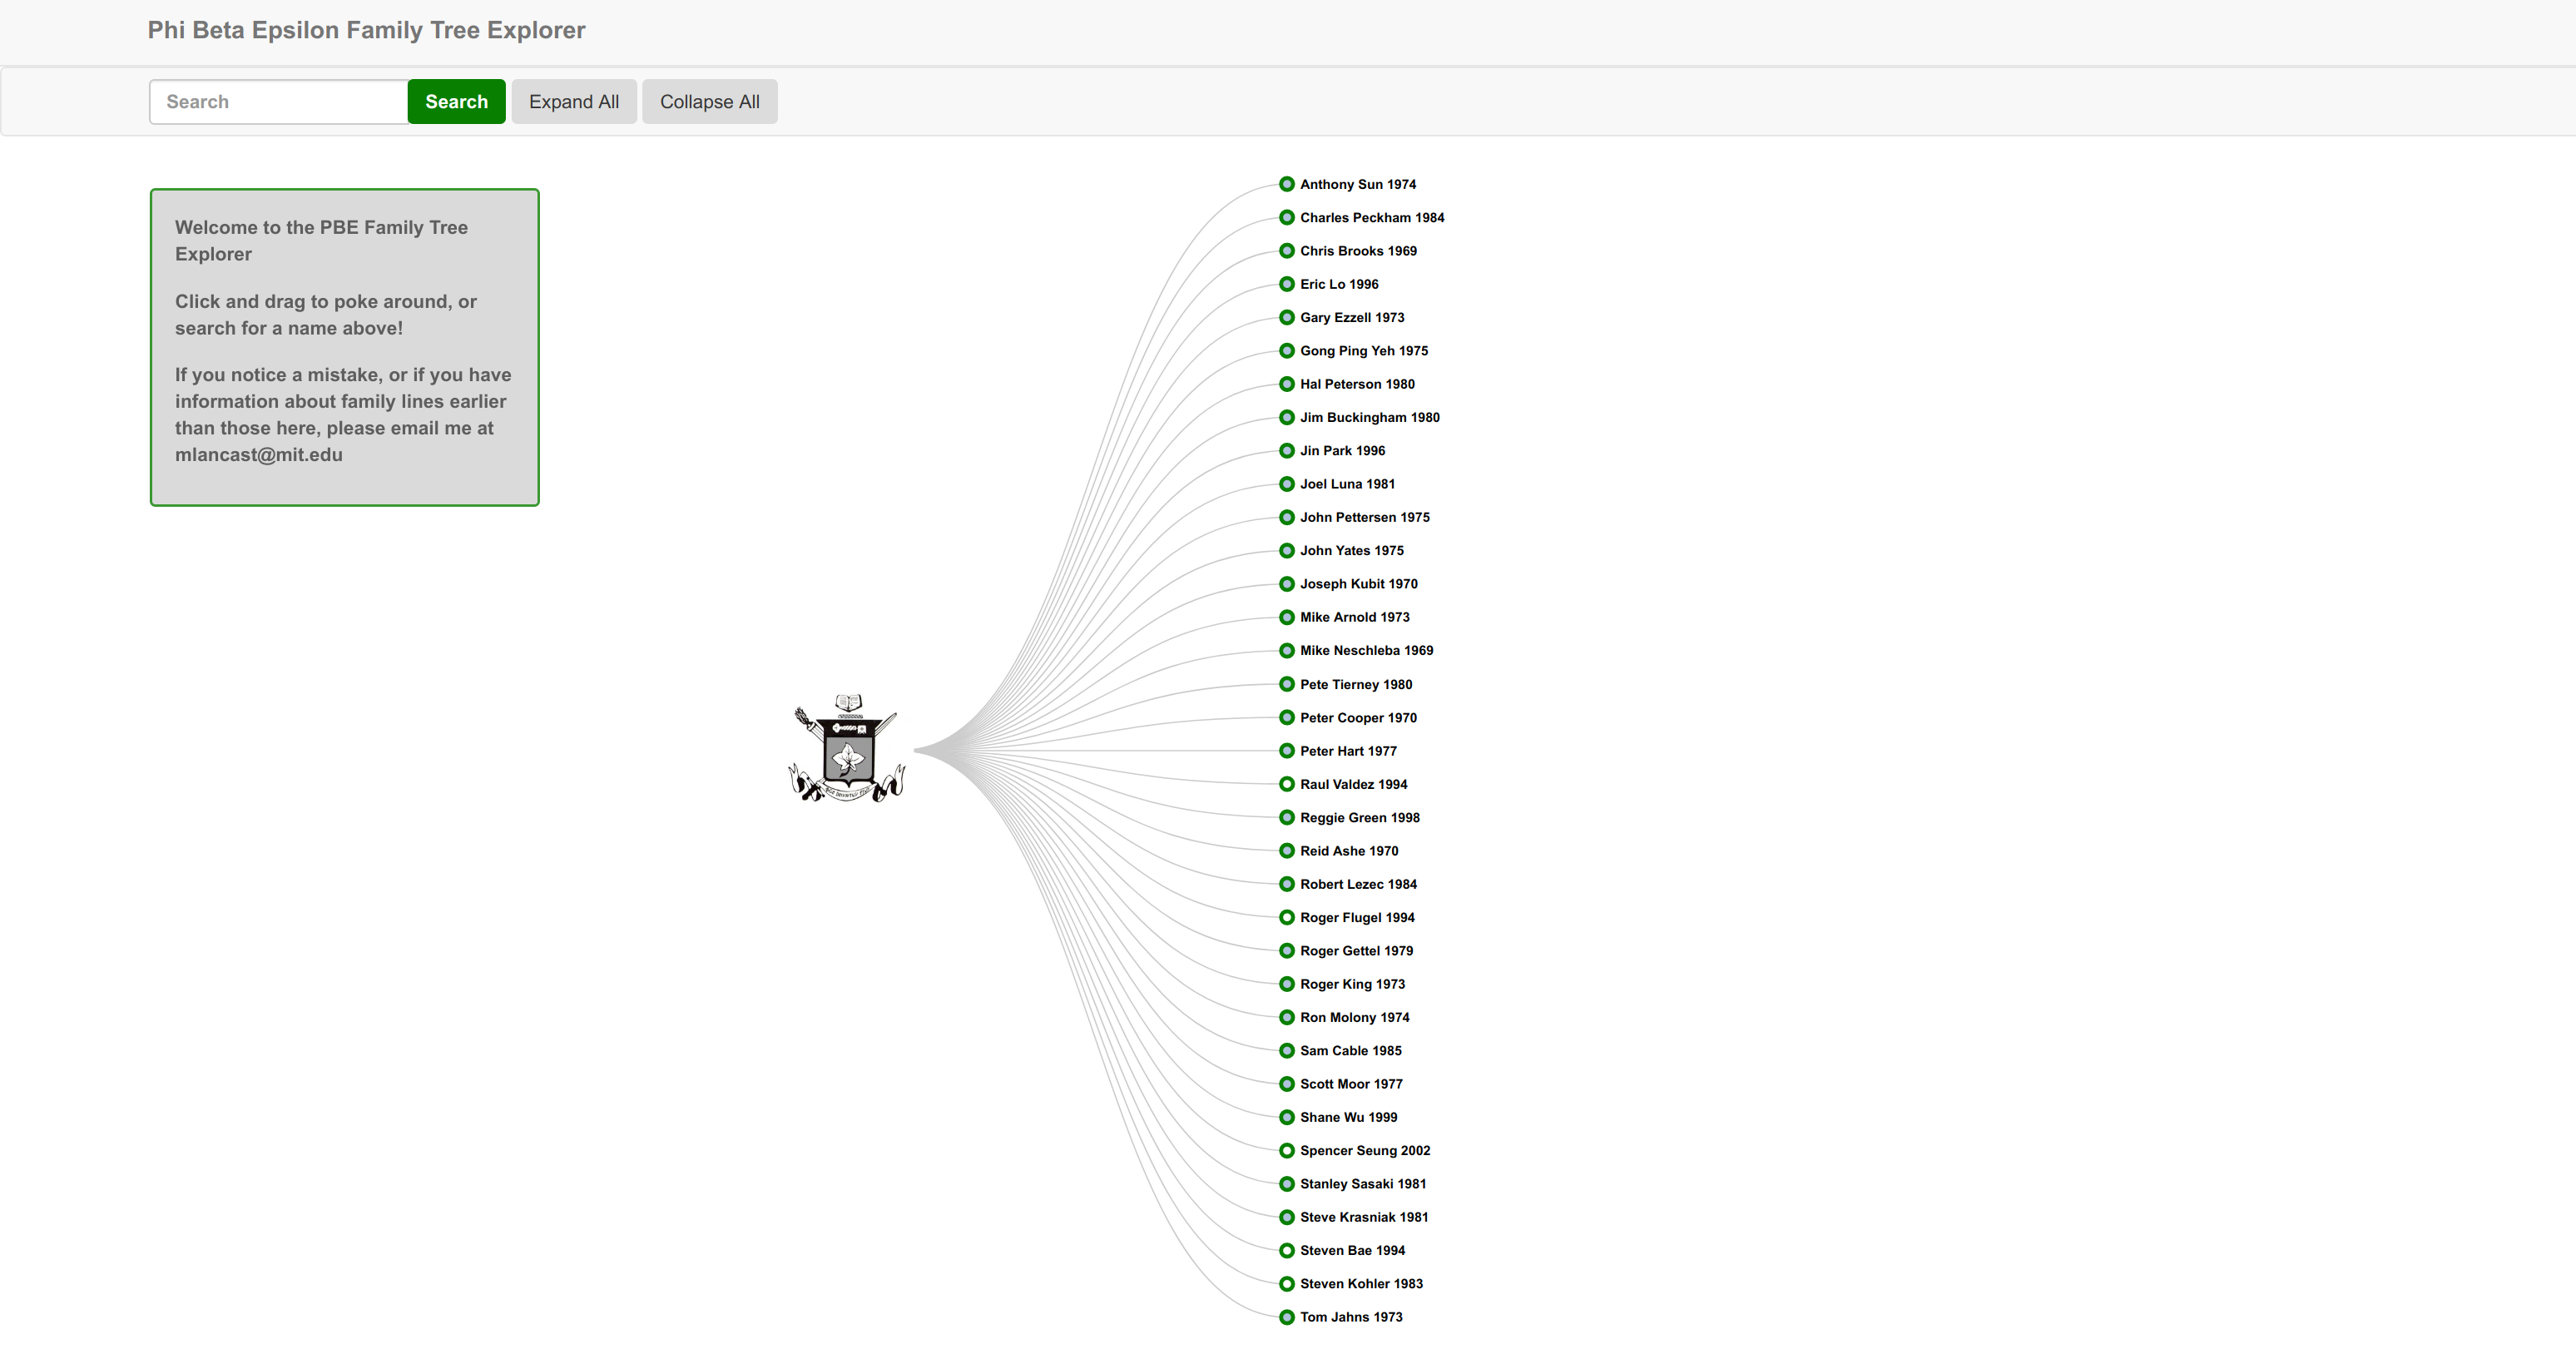 Phi Beta Epsilon Family Tree Explorer
Search
Search
Expand All
Collapse All
Welcome to the PBE Family Tree
Explorer
Click and drag to poke around, or
search for a name above!
If you notice a mistake, or if you have
information about family lines earlier
than those here, please email me at
mlancast@mit.edu
Anthony Sun 1974
Charles Peckham 1984
Chris Brooks 1969
Eric Lo 1996
Gary Ezzell 1973
Gong Ping Yeh 1975
Hal Peterson 1980
Jim Buckingham 1980
Jin Park 1996
Joel Luna 1981
John Pettersen 1975
John Yates 1975
Joseph Kubit 1970
Mike Arnold 1973
Mike Neschleba 1969
Pete Tierney 1980
Peter Cooper 1970
Peter Hart 1977
Raul Valdez 1994
Reggie Green 1998
Reid Ashe 1970
Robert Lezec 1984
Roger Flugel 1994
Roger Gettel 1979
Roger King 1973
Ron Molony 1974
Sam Cable 1985
Scott Moor 1977
Shane Wu 1999
Spencer Seung 2002
Stanley Sasaki 1981
Steve Krasniak 1981
Steven Bae 1994
Steven Kohler 1983
Tom Jahns 1973